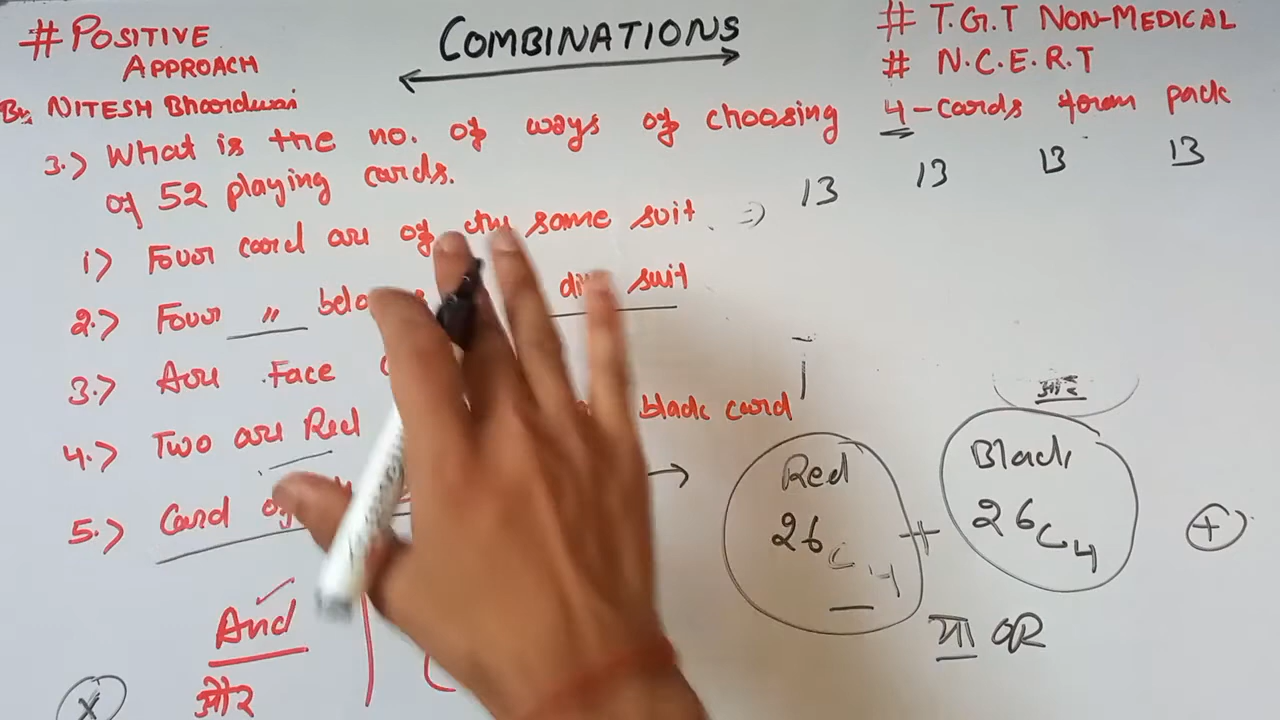 # POSITIVE APPROACH
By NITESH Bhardwaj
COMBINATIONS
# T.G.T NON-MEDICAL
# N.C.E.R.T
3.) What is the no. of ways of choosing 4-cards form pack
of 52 playing cards.
1) Four card are of the same suit. => 13 13 13 13
2.) Four " suit
3.) Are Face
4.) Two are Red black card
5.) Card of
→ Red 26C4 + Black 26C4 (+)
और
या OR
And
और
(x)